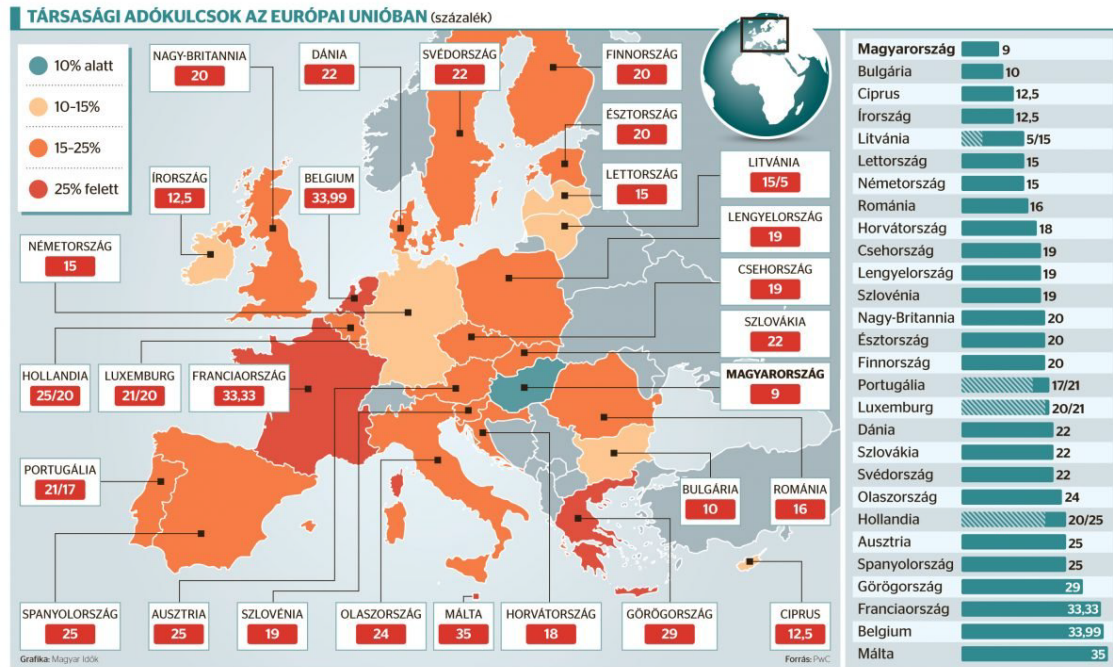 TÁRSASÁGI ADÓKULCSOK AZ EURÓPAI UNIÓBAN (százalék)
10% alatt
10-15%
15-25%
25% felett
NAGY-BRITANNIA
20
DÁNIA
22
SVÉDORSZÁG
22
FINNORSZÁG
20
ÉSZTORSZÁG
20
ÍRORSZÁG
12,5
BELGIUM
33,99
LETTORSZÁG
15
LITVÁNIA
15/5
LENGYELORSZÁG
19
NÉMETORSZÁG
15
CSEHORSZÁG
19
SZLOVÁKIA
22
HOLLANDIA
25/20
LUXEMBURG
21/20
FRANCIAORSZÁG
33,33
MAGYARORSZÁG
9
PORTUGÁLIA
21/17
BULGÁRIA
10
ROMÁNIA
16
SPANYOLORSZÁG
25
AUSZTRIA
25
SZLOVÉNIA
19
OLASZORSZÁG
24
MÁLTA
35
HORVÁTORSZÁG
18
GÖRÖGORSZÁG
29
CIPRUS
12,5
Grafika: Magyar Idők
Forrás: PwC
Magyarország 9
Bulgária 10
Ciprus 12,5
Írország 12,5
Litvánia 5/15
Lettország 15
Németország 15
Románia 16
Horvátország 18
Csehország 19
Lengyelország 19
Szlovénia 19
Nagy-Britannia 20
Észtország 20
Finnország 20
Portugália 17/21
Luxemburg 20/21
Dánia 22
Szlovákia 22
Svédország 22
Olaszország 24
Hollandia 20/25
Ausztria 25
Spanyolország 25
Görögország 29
Franciaország 33,33
Belgium 33,99
Málta 35